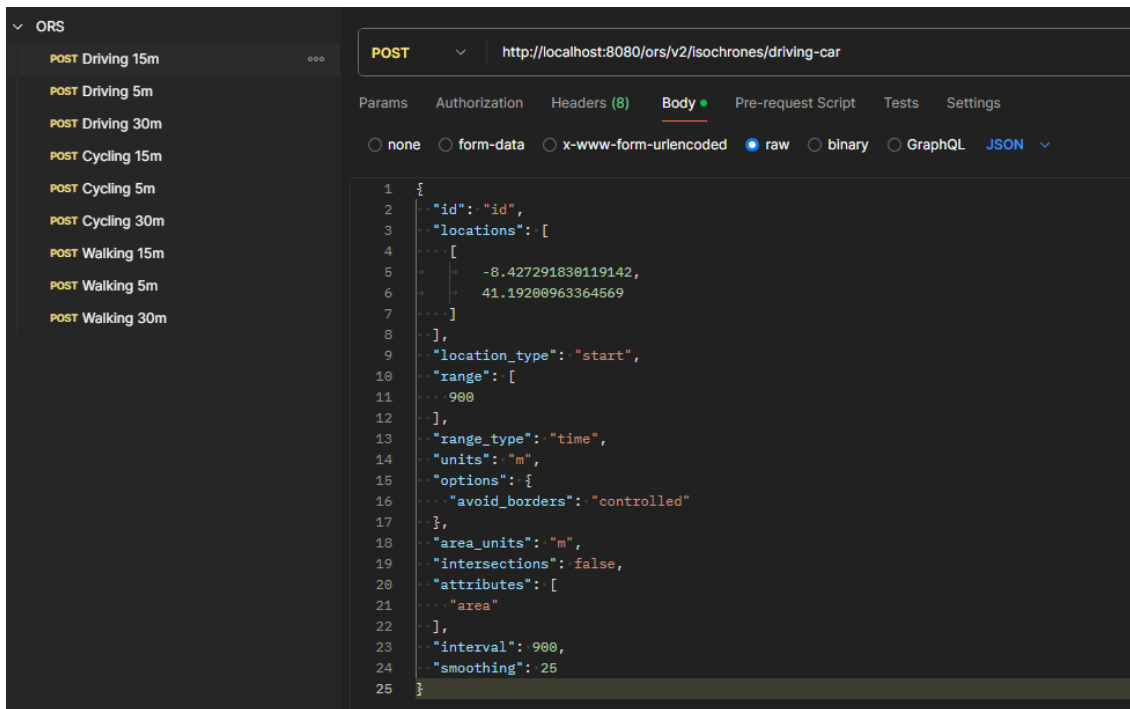 ORS
POST Driving 15m
POST Driving 5m
POST Driving 30m
POST Cycling 15m
POST Cycling 5m
POST Cycling 30m
POST Walking 15m
POST Walking 5m
POST Walking 30m
POST http://localhost:8080/ors/v2/isochrones/driving-car
Params Authorization Headers (8) Body Pre-request Script Tests Settings
none form-data x-www-form-urlencoded raw binary GraphQL JSON
1 {
2 "id": "id",
3 "locations": [
4 [
5 -8.427291830119142,
6 41.19200963364569
7 ]
8 ],
9 "location_type": "start",
10 "range": [
11 900
12 ],
13 "range_type": "time",
14 "units": "m",
15 "options": {
16 "avoid_borders": "controlled"
17 },
18 "area_units": "m",
19 "intersections": false,
20 "attributes": [
21 "area"
22 ],
23 "interval": 900,
24 "smoothing": 25
25 }